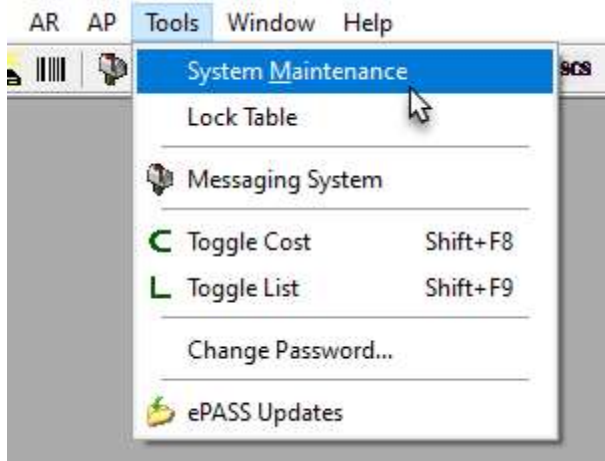 AR AP Tools Window Help
scs
System Maintenance
Lock Table
Messaging System
C Toggle Cost Shift+F8
L Toggle List Shift+F9
Change Password...
ePASS Updates